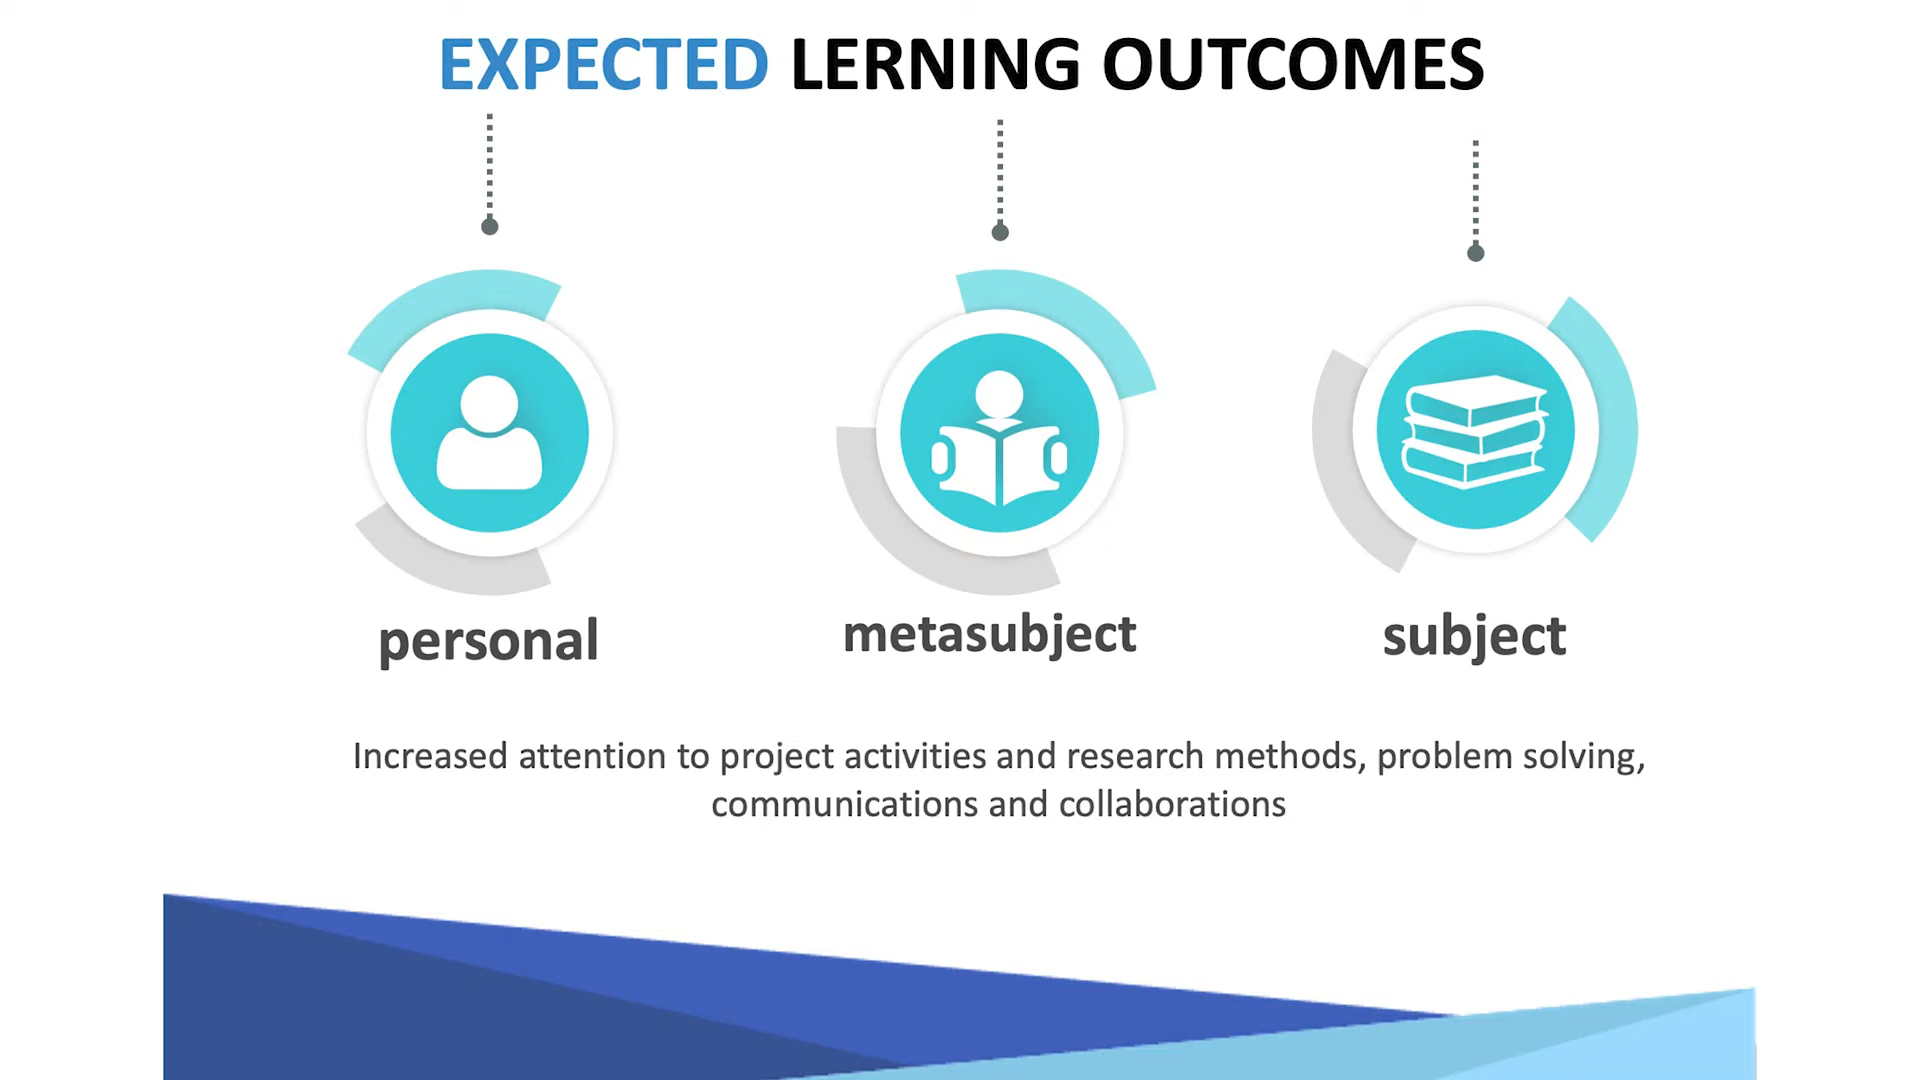 EXPECTED LERNING OUTCOMES
personal
metasubject
subject
Increased attention to project activities and research methods, problem solving,
communications and collaborations